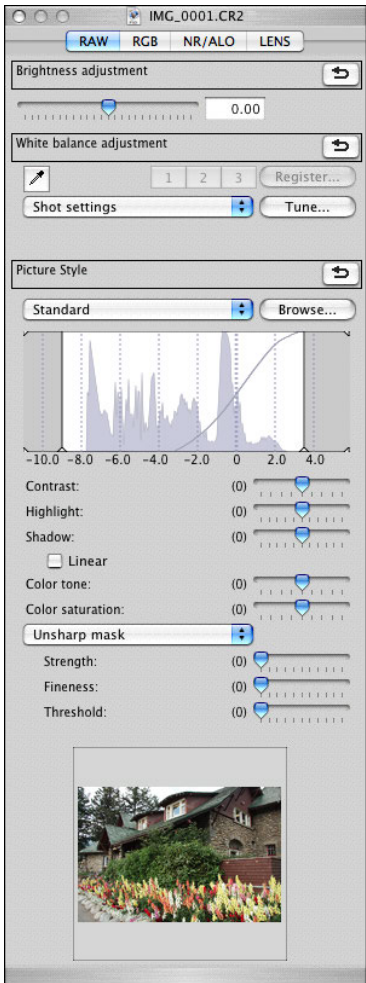 IMG_0001.CR2
RAW RGB NR/ALO LENS
Brightness adjustment
0.00
White balance adjustment
1 2 3 Register...
Shot settings Tune...
Picture Style
Standard Browse...
-10.0 -8.0 -6.0 -4.0 -2.0 0 2.0 4.0
Contrast: (0)
Highlight: (0)
Shadow: (0)
Linear
Color tone: (0)
Color saturation: (0)
Unsharp mask
Strength: (0)
Fineness: (0)
Threshold: (0)